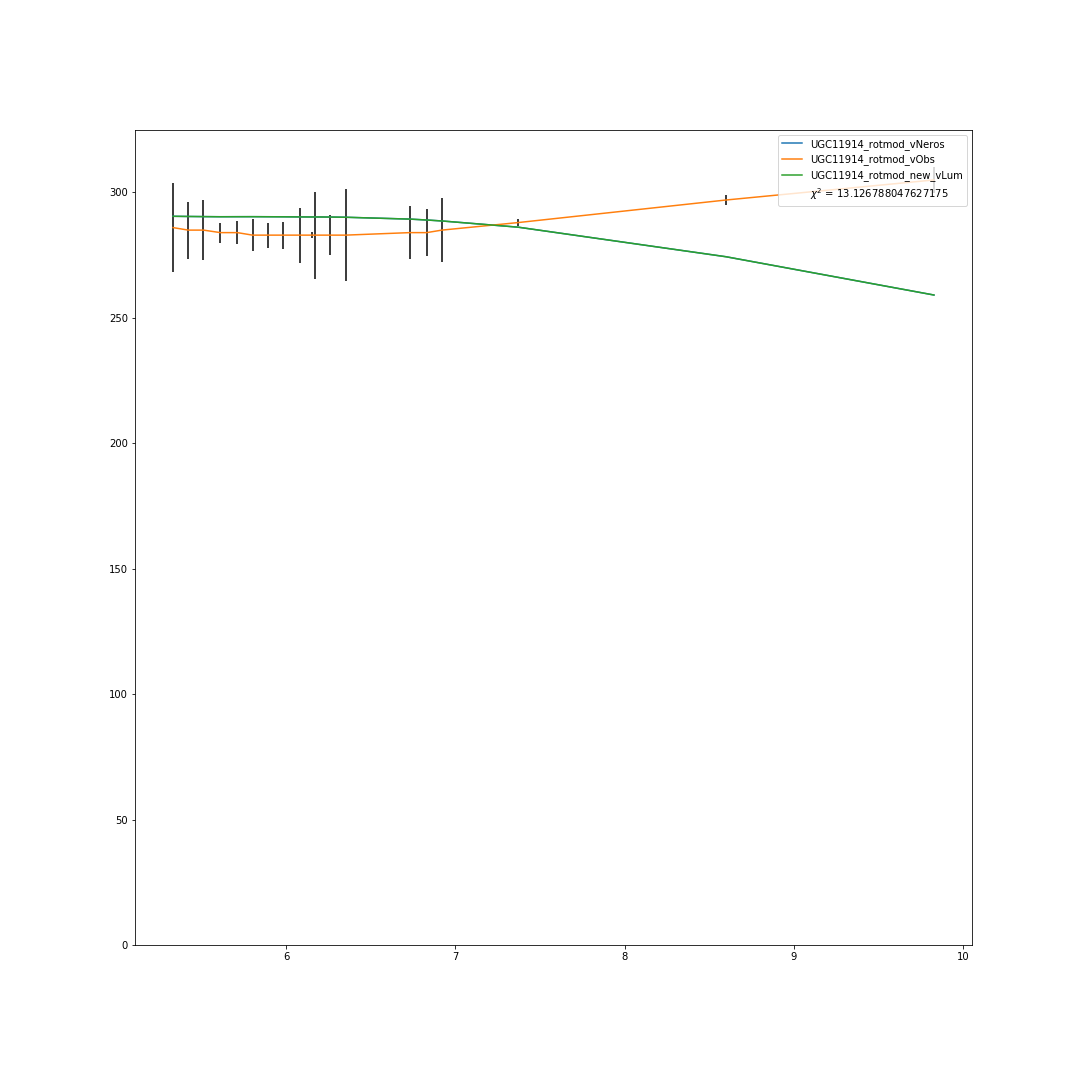 UGC11914_rotmod_vNeros
UGC11914_rotmod_vObs
UGC11914_rotmod_new_vLum
χ² = 13.126788047627175
300
250
200
150
100
50
0
6 7 8 9 10